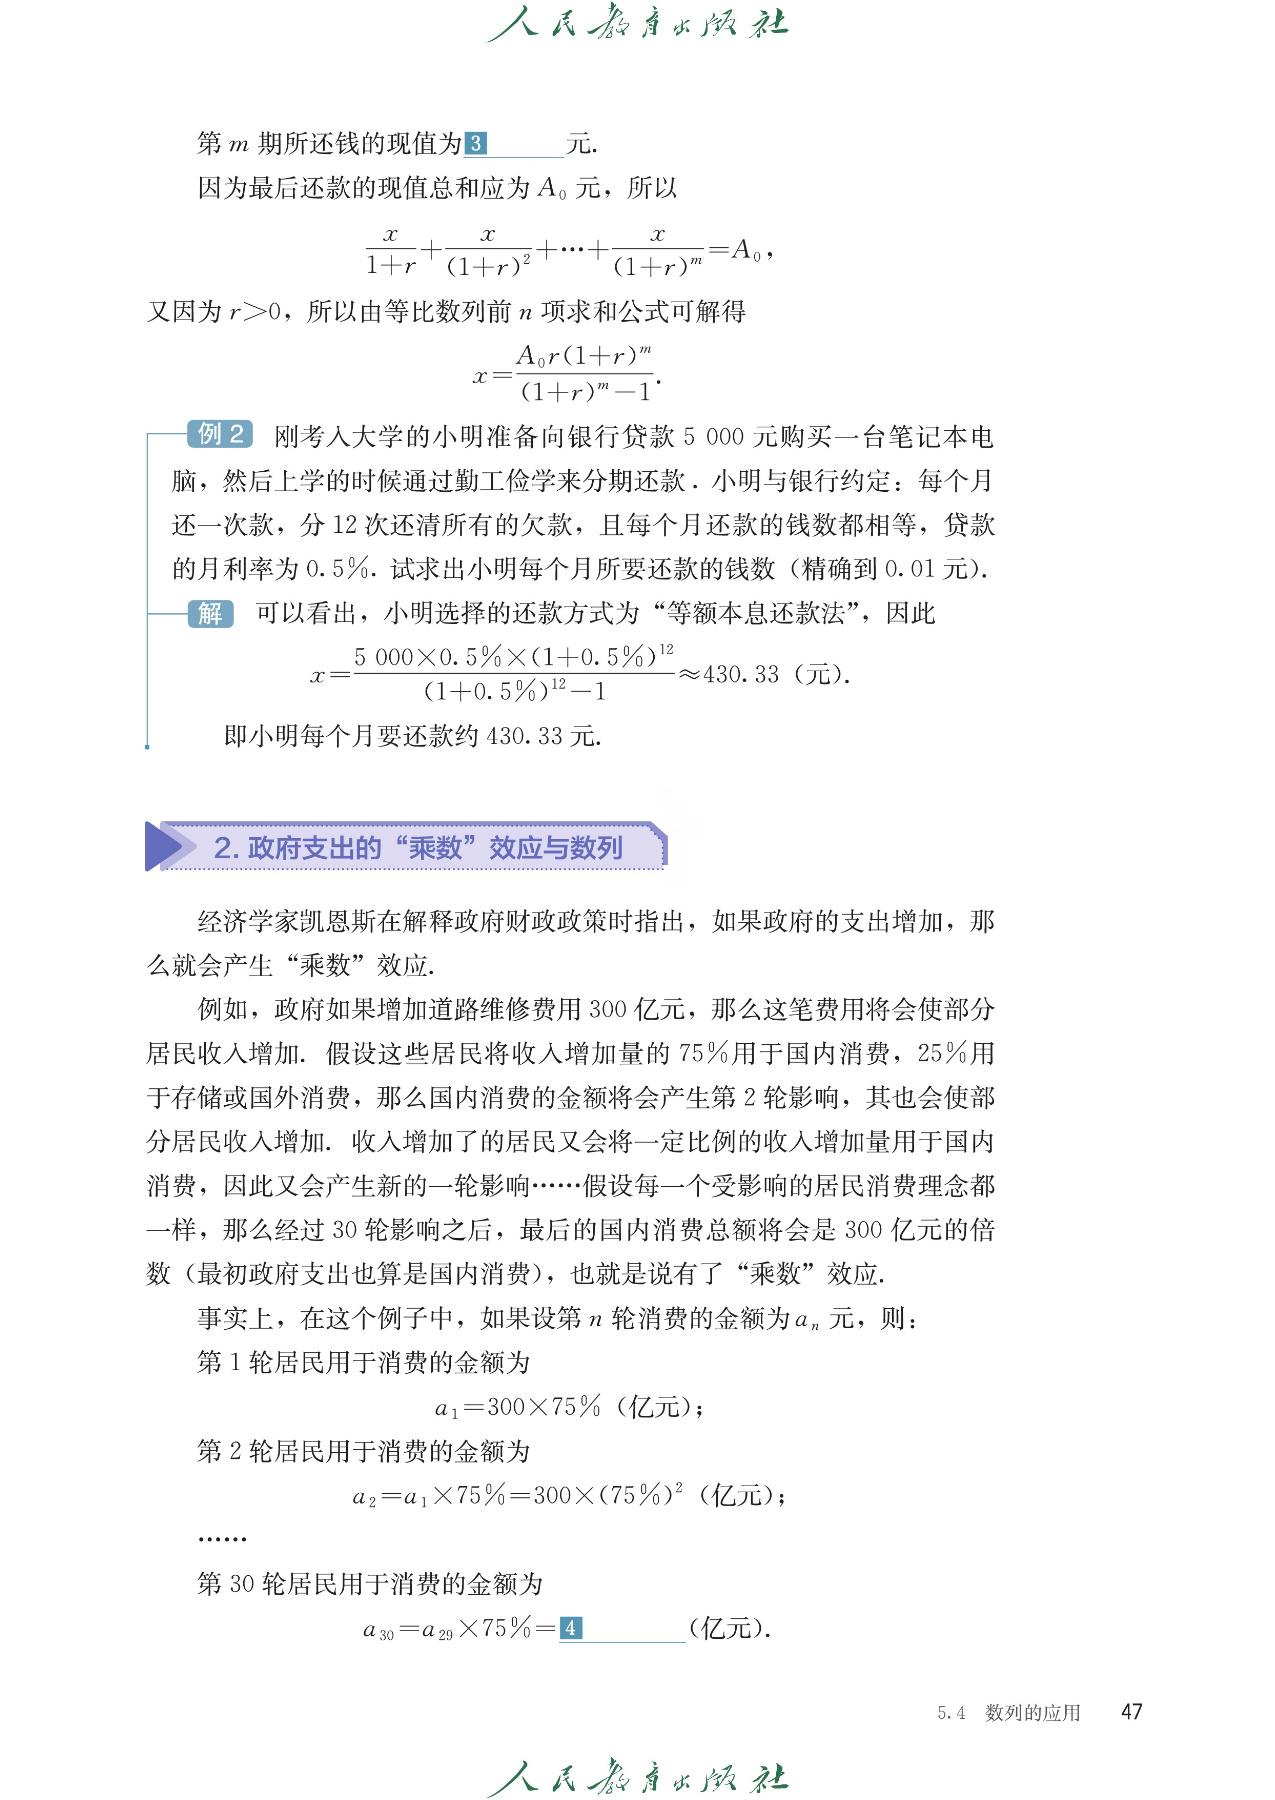 人民教育出版社
第 m 期所还钱的现值为 3 ______ 元.
因为最后还款的现值总和应为 A₀ 元，所以
x/(1+r) + x/(1+r)² + … + x/(1+r)ᵐ = A₀，
又因为 r＞0，所以由等比数列前 n 项求和公式可解得
x = A₀r(1+r)ᵐ/((1+r)ᵐ－1).
例 2 刚考入大学的小明准备向银行贷款 5 000 元购买一台笔记本电
脑，然后上学的时候通过勤工俭学来分期还款. 小明与银行约定：每个月
还一次款，分 12 次还清所有的欠款，且每个月还款的钱数都相等，贷款
的月利率为 0.5%. 试求出小明每个月所要还款的钱数（精确到 0.01 元）.
解 可以看出，小明选择的还款方式为“等额本息还款法”，因此
x = 5 000×0.5%×(1+0.5%)¹²/((1+0.5%)¹²－1) ≈430.33（元）.
即小明每个月要还款约 430.33 元.
2. 政府支出的“乘数”效应与数列
经济学家凯恩斯在解释政府财政政策时指出，如果政府的支出增加，那
么就会产生“乘数”效应.
例如，政府如果增加道路维修费用 300 亿元，那么这笔费用将会使部分
居民收入增加. 假设这些居民将收入增加量的 75%用于国内消费，25%用
于存储或国外消费，那么国内消费的金额将会产生第 2 轮影响，其也会使部
分居民收入增加. 收入增加了的居民又会将一定比例的收入增加量用于国内
消费，因此又会产生新的一轮影响……假设每一个受影响的居民消费理念都
一样，那么经过 30 轮影响之后，最后的国内消费总额将会是 300 亿元的倍
数（最初政府支出也算是国内消费），也就是说有了“乘数”效应.
事实上，在这个例子中，如果设第 n 轮消费的金额为 aₙ 元，则：
第 1 轮居民用于消费的金额为
a₁=300×75%（亿元）；
第 2 轮居民用于消费的金额为
a₂=a₁×75%=300×(75%)²（亿元）；
……
第 30 轮居民用于消费的金额为
a₃₀=a₂₉×75%= 4 ______（亿元）.
5.4 数列的应用 47
人民教育出版社